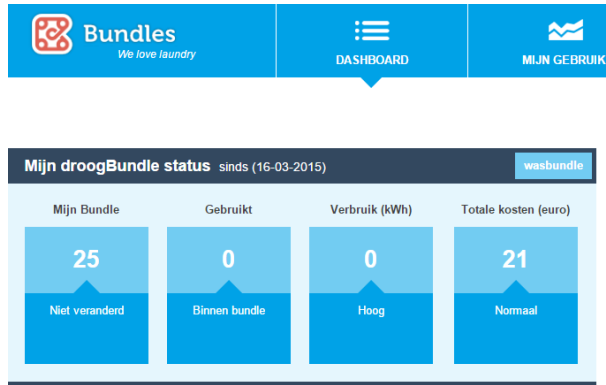 Bundles
We love laundry
DASHBOARD
MIJN GEBRUIK
Mijn droogBundle status sinds (16-03-2015)
wasbundle
Mijn Bundle Gebruikt Verbruik (kWh) Totale kosten (euro)
25 0 0 21
Niet veranderd Binnen bundle Hoog Normaal